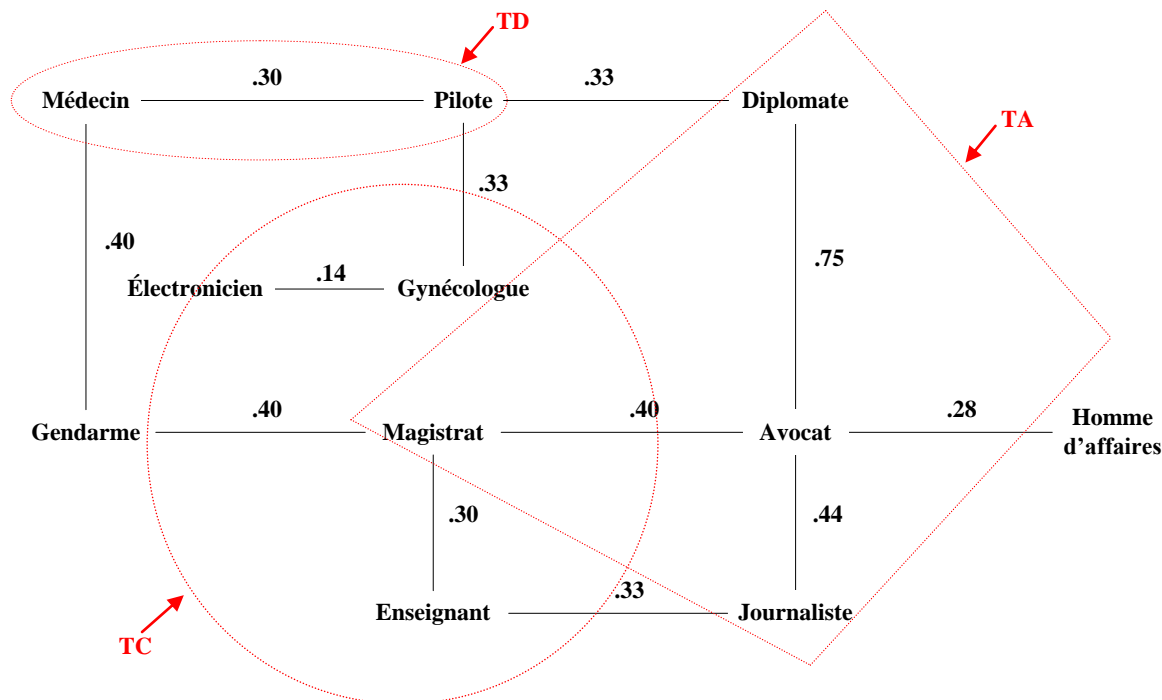 TD
.30
.33
Médecin
Pilote
Diplomate
TA
.33
.40
.75
.14
Électronicien
Gynécologue
.40
.40
.28
Gendarme
Magistrat
Avocat
Homme
d'affaires
.30
.44
.33
Enseignant
Journaliste
TC